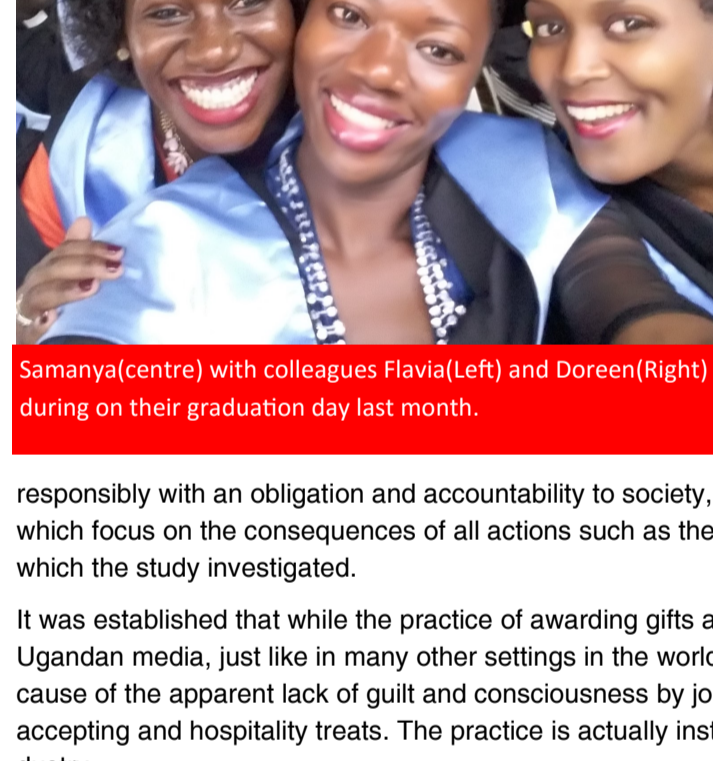 Samanya(centre) with colleagues Flavia(Left) and Doreen(Right)
during on their graduation day last month.
responsibly with an obligation and accountability to society,
which focus on the consequences of all actions such as the
which the study investigated.
It was established that while the practice of awarding gifts a
Ugandan media, just like in many other settings in the worl
cause of the apparent lack of guilt and consciousness by jo
accepting and hospitality treats. The practice is actually inst